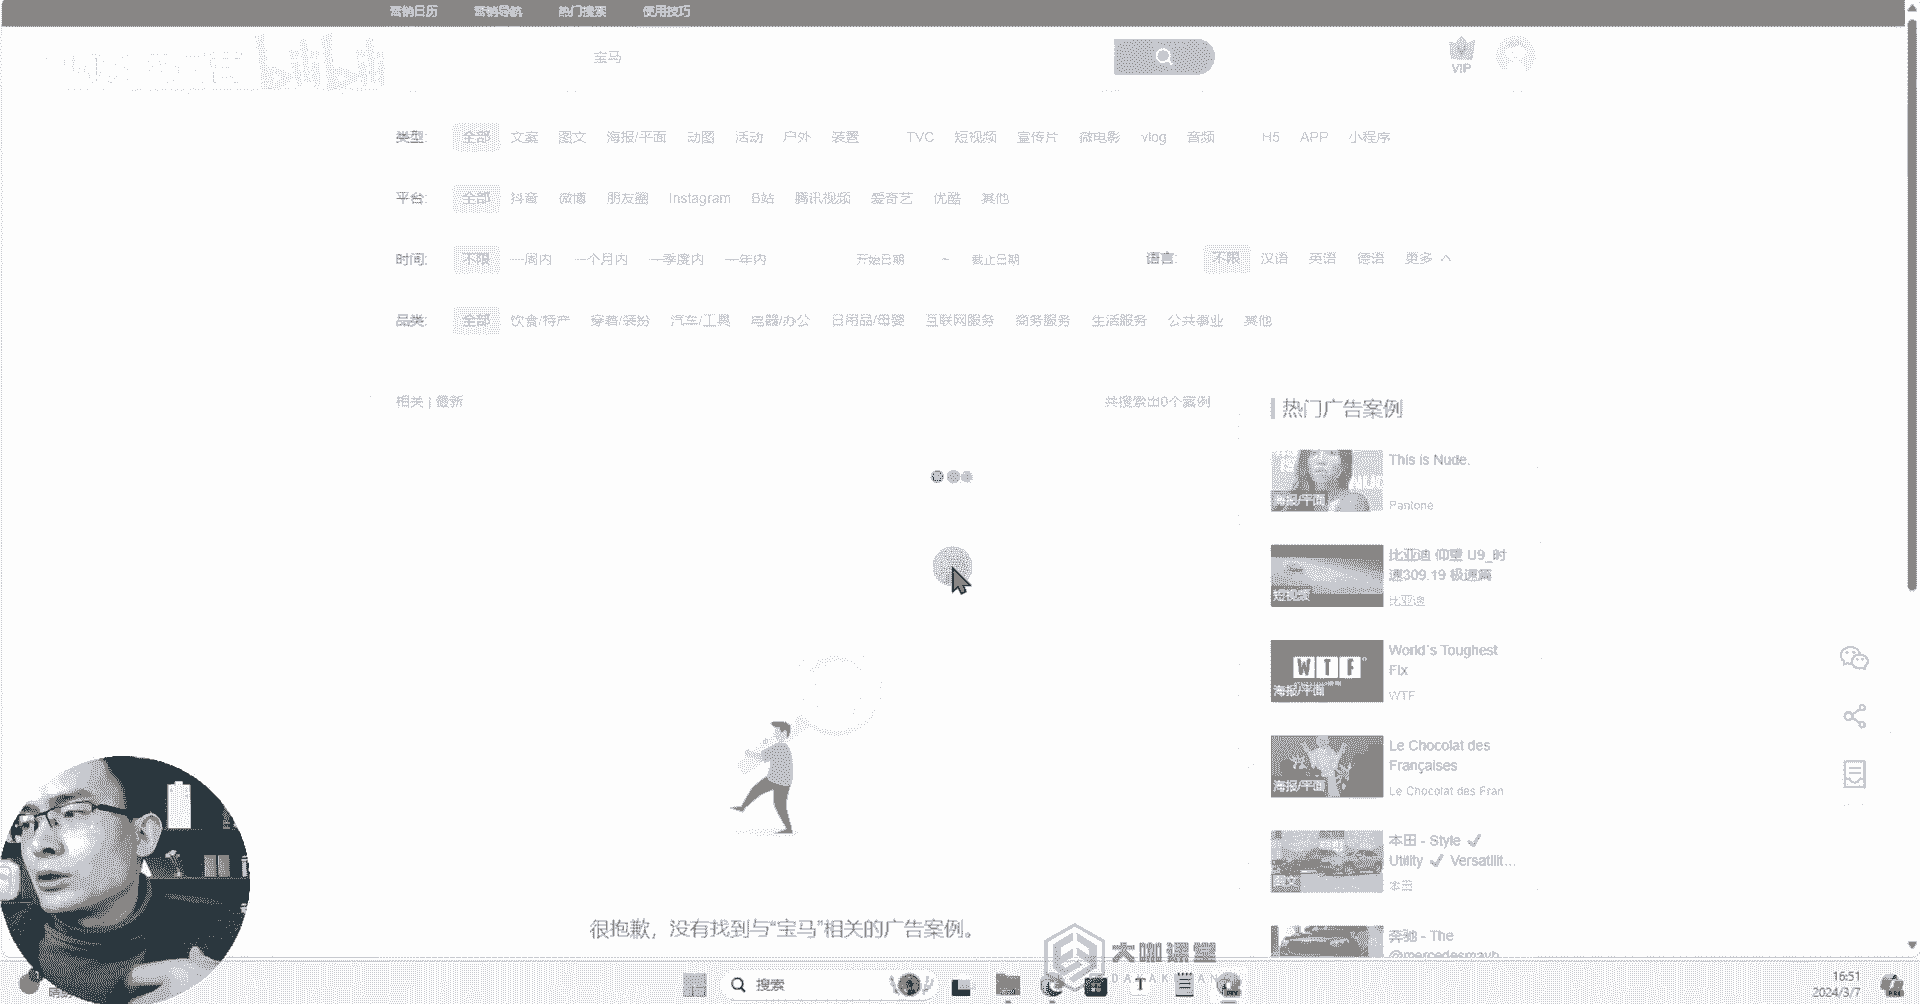 营销日历 营销导航 热门搜索 使用技巧
bilibili
宝马
VIP
类型: 全部 文案 图文 海报/平面 动图 活动 户外 装置 TVC 短视频 宣传片 微电影 vlog 音频 H5 APP 小程序
平台: 全部 抖音 微博 朋友圈 Instagram B站 腾讯视频 爱奇艺 优酷 其他
时间: 不限 一周内 一个月内 一季度内 一年内 开始日期 ~ 截止日期 语言: 不限 汉语 英语 德语 更多
品类: 全部 饮食/特产 穿着/装扮 汽车/工具 电器/办公 日用品/母婴 互联网服务 商务服务 生活服务 公共事业 其他
相关 | 最新 共搜索出0个案例
热门广告案例
This is Nude.
海报/平面
Pantone
比亚迪 仰望 U9_时
速309.19 极速篇
短视频
比亚迪
World's Toughest
Fix
WTF
海报/平面
WTF
Le Chocolat des
Françaises
海报/平面
Le Chocolat des Fran
本田 - Style ✓
Utility ✓ Versatilit...
图文
本田
奔驰 - The
@mercedesmayb
很抱歉，没有找到与“宝马”相关的广告案例。
大咖课堂
搜索
16:51
2024/3/7